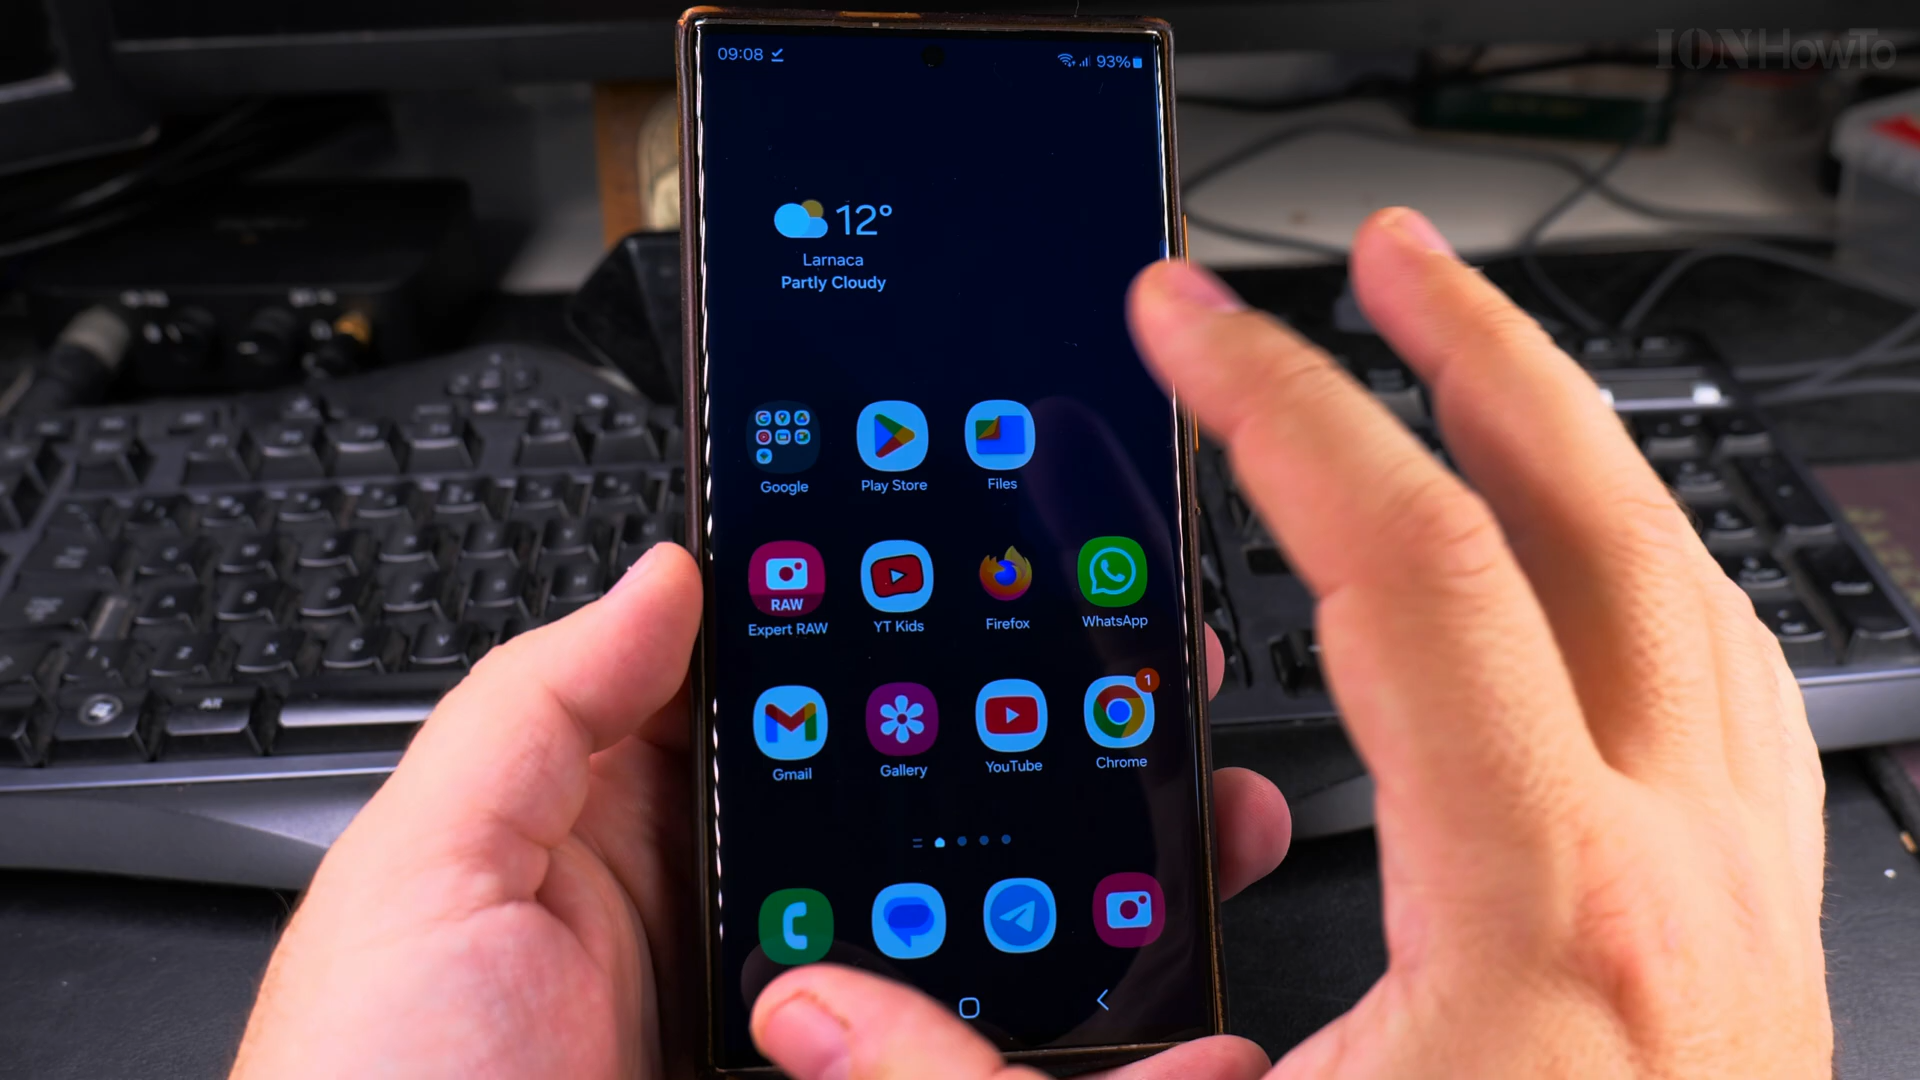 IONHowTo
09:08
93%
12°
Larnaca
Partly Cloudy
Google
Play Store
Files
RAW
Expert RAW
YT Kids
Firefox
WhatsApp
1
Gmail
Gallery
YouTube
Chrome